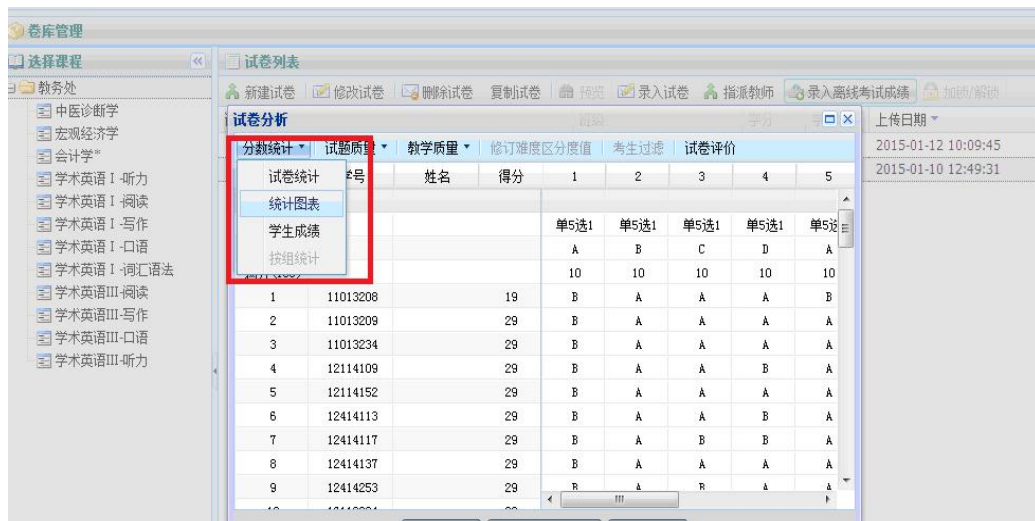 卷库管理
选择课程
试卷列表
教务处
新建试卷 修改试卷 删除试卷 复制试卷 预览 录入试卷 指派教师 录入离线考试成绩 加锁/解锁
中医诊断学
宏观经济学
会计学*
学术英语 I -听力
学术英语 I -阅读
学术英语 I -写作
学术英语 I -口语
学术英语 I -词汇语法
学术英语III-阅读
学术英语III-写作
学术英语III-口语
学术英语III-听力
班级 学分 上传日期
2015-01-12 10:09:45
2015-01-10 12:49:31
试卷分析
分数统计 试题质量 教学质量 修订难度区分度值 考生过滤 试卷评价
试卷统计
统计图表
学生成绩
按组统计
号 姓名 得分 1 2 3 4 5
单5选1 单5选1 单5选1 单5选1 单5选
A B C D A
10 10 10 10 10
1 11013208 19 B A A A B
2 11013209 29 B A A A A
3 11013234 29 B A A A A
4 12114109 29 B A A B A
5 12114152 29 B A A A A
6 12414113 29 B A A B A
7 12414117 29 B A B B A
8 12414137 29 B A A A A
9 12414253 29 B A B A A